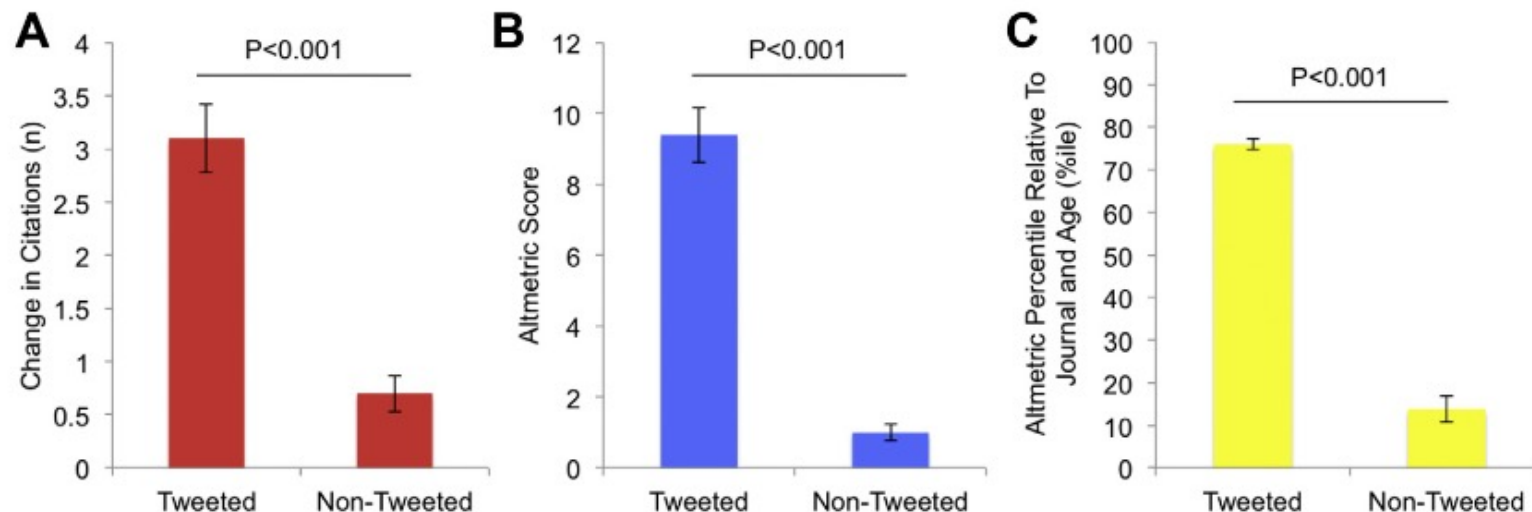 A
Change in Citations (n)
4
3.5
3
2.5
2
1.5
1
0.5
0
P<0.001
Tweeted
Non-Tweeted
B
Altmetric Score
12
10
8
6
4
2
0
P<0.001
Tweeted
Non-Tweeted
C
Altmetric Percentile Relative To
Journal and Age (%ile)
100
90
80
70
60
50
40
30
20
10
0
P<0.001
Tweeted
Non-Tweeted